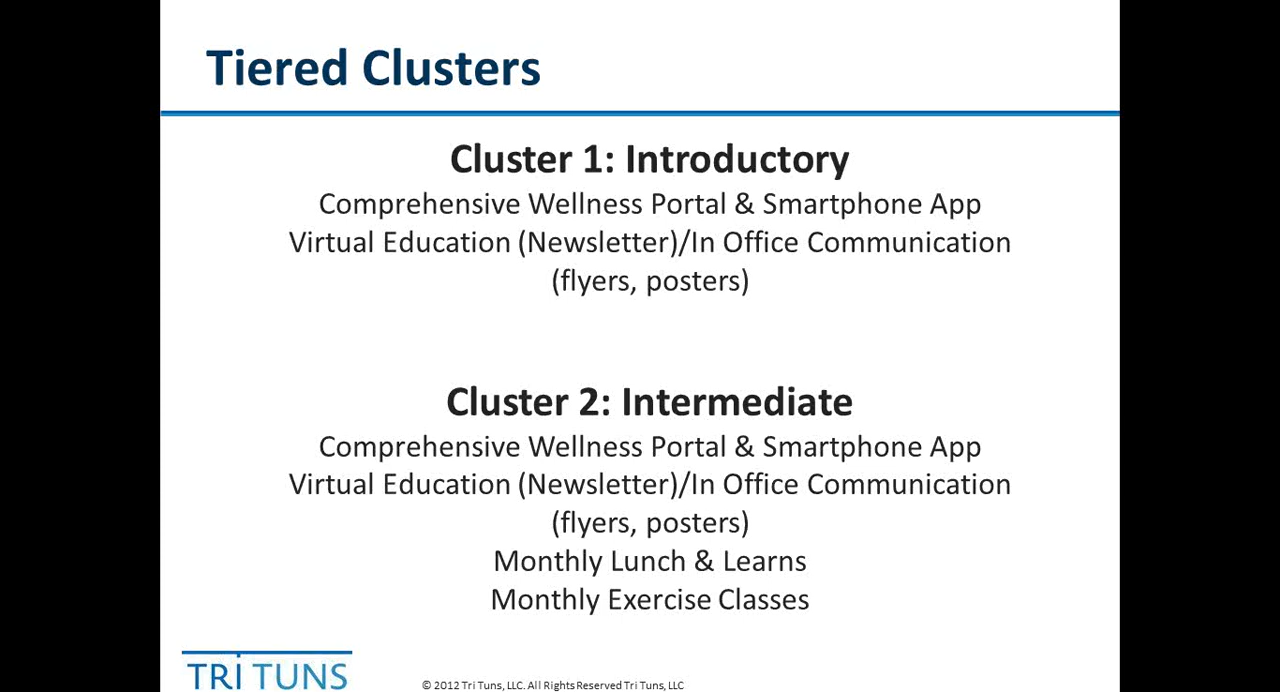 Tiered Clusters
Cluster 1: Introductory
Comprehensive Wellness Portal & Smartphone App
Virtual Education (Newsletter)/In Office Communication
(flyers, posters)
Cluster 2: Intermediate
Comprehensive Wellness Portal & Smartphone App
Virtual Education (Newsletter)/In Office Communication
(flyers, posters)
Monthly Lunch & Learns
Monthly Exercise Classes
TRi TUNS
© 2012 Tri Tuns, LLC. All Rights Reserved Tri Tuns, LLC